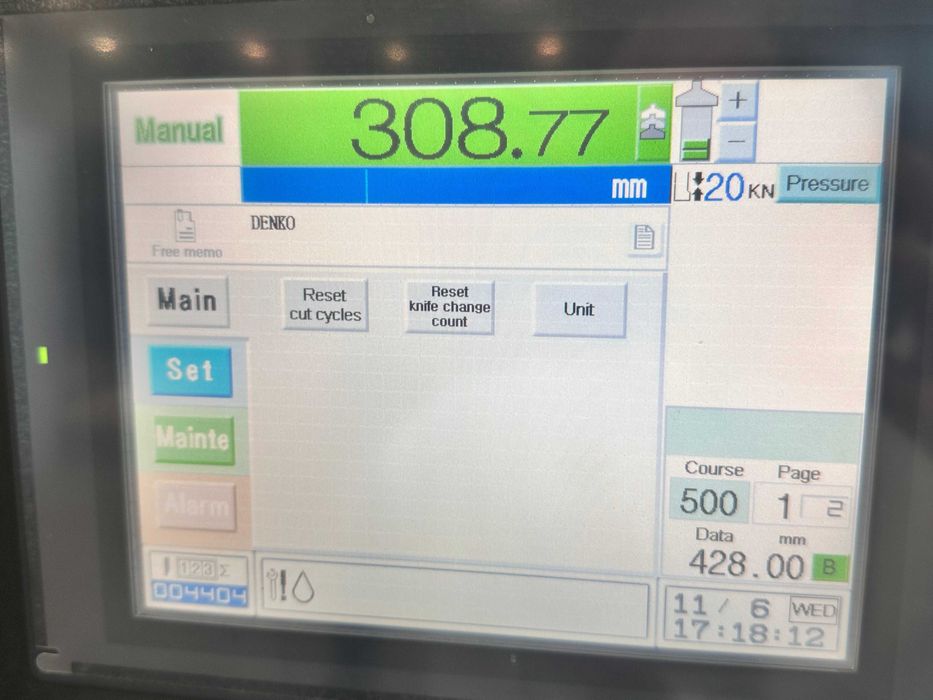 Manual
308.77
+
−
mm
20 KN
Pressure
DENKO
Free memo
Main
Reset
cut cycles
Reset
knife change
count
Unit
Set
Mainte
Alarm
Course
Page
500
1
2
Data
mm
428.00
B
123 Σ
004404
11 / 6 WED
17:18:12